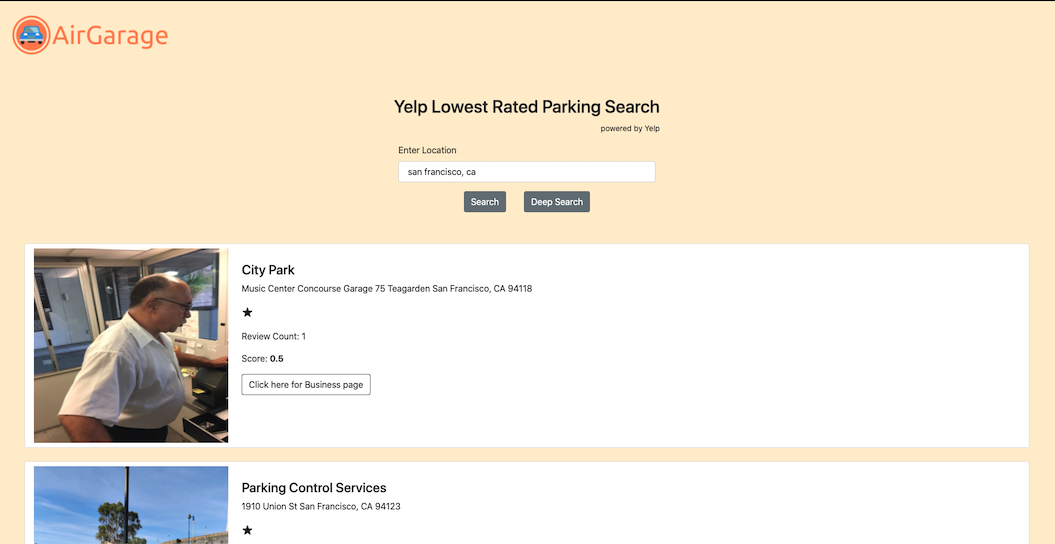 AirGarage
Yelp Lowest Rated Parking Search
powered by Yelp
Enter Location
san francisco, ca
Search
Deep Search
City Park
Music Center Concourse Garage 75 Teagarden San Francisco, CA 94118
★
Review Count: 1
Score: 0.5
Click here for Business page
Parking Control Services
1910 Union St San Francisco, CA 94123
★